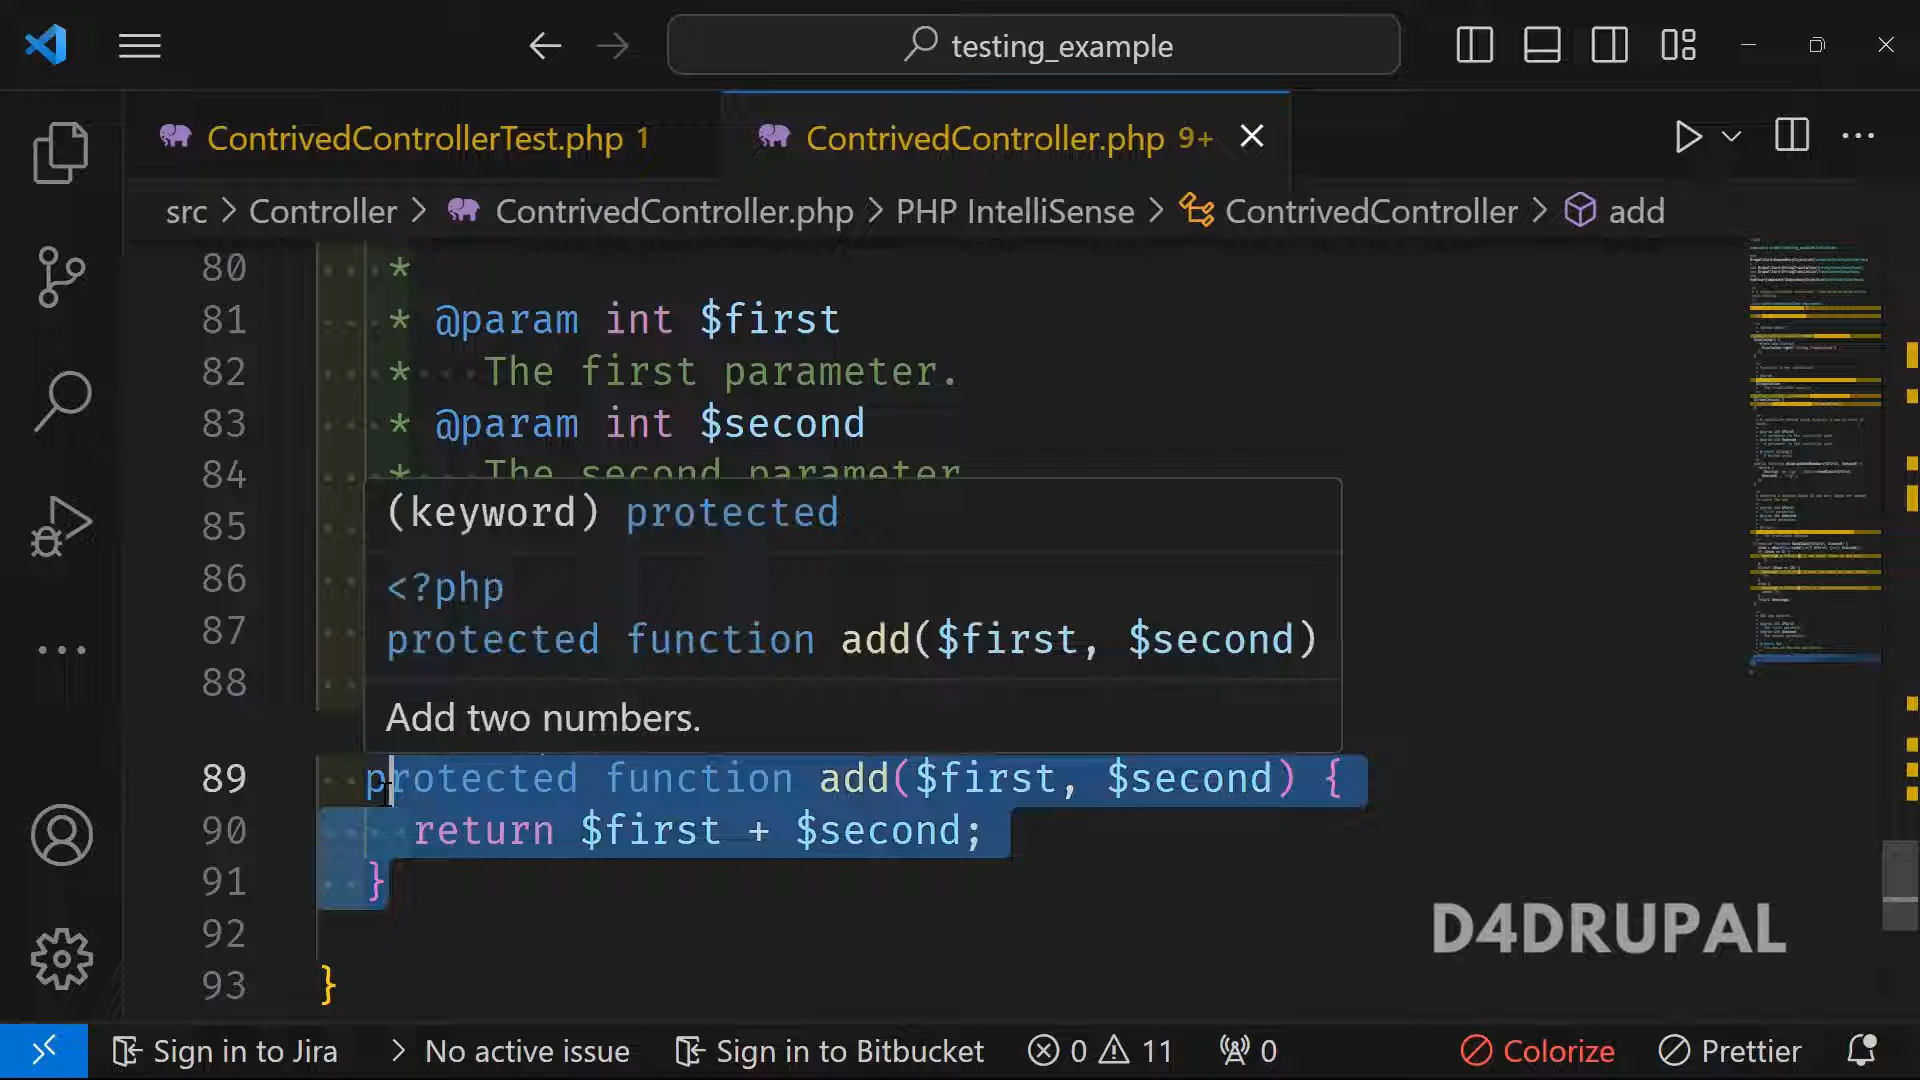 testing_example
ContrivedControllerTest.php 1
ContrivedController.php 9+
src > Controller > ContrivedController.php > PHP IntelliSense > ContrivedController > add
80 *
81 * @param int $first
82 * The first parameter.
83 * @param int $second
84 * The second parameter
85
86
87
88
(keyword) protected
<?php
protected function add($first, $second)
Add two numbers.
89 protected function add($first, $second) {
90 return $first + $second;
91 }
92
93 }
D4DRUPAL
Sign in to Jira > No active issue Sign in to Bitbucket 0 11 0 Colorize Prettier